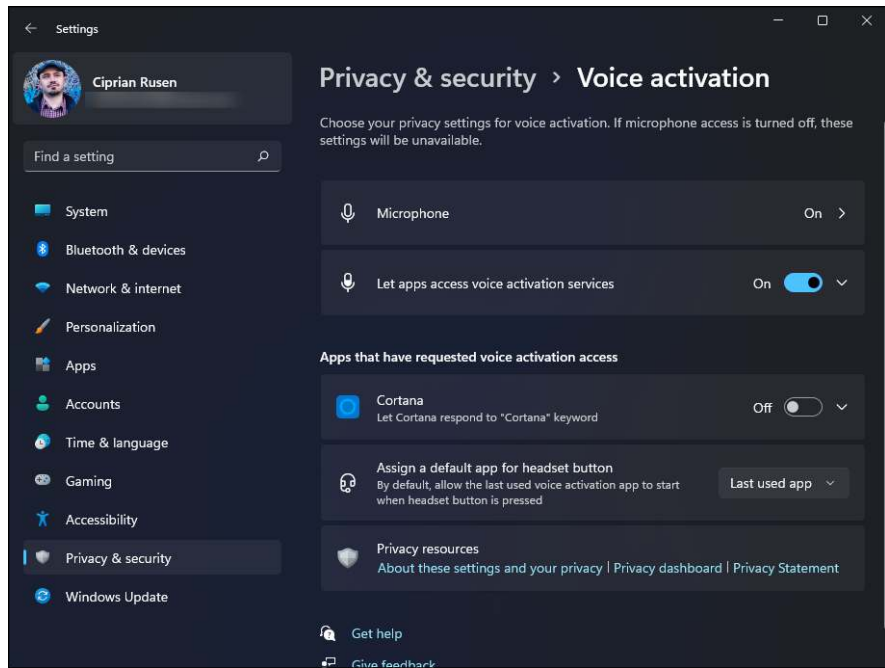 Settings
Ciprian Rusen
Find a setting
System
Bluetooth & devices
Network & internet
Personalization
Apps
Accounts
Time & language
Gaming
Accessibility
Privacy & security
Windows Update
Privacy & security > Voice activation
Choose your privacy settings for voice activation. If microphone access is turned off, these
settings will be unavailable.
Microphone On
Let apps access voice activation services On
Apps that have requested voice activation access
Cortana
Let Cortana respond to "Cortana" keyword
Off
Assign a default app for headset button
By default, allow the last used voice activation app to start
when headset button is pressed
Last used app
Privacy resources
About these settings and your privacy | Privacy dashboard | Privacy Statement
Get help
Give feedback